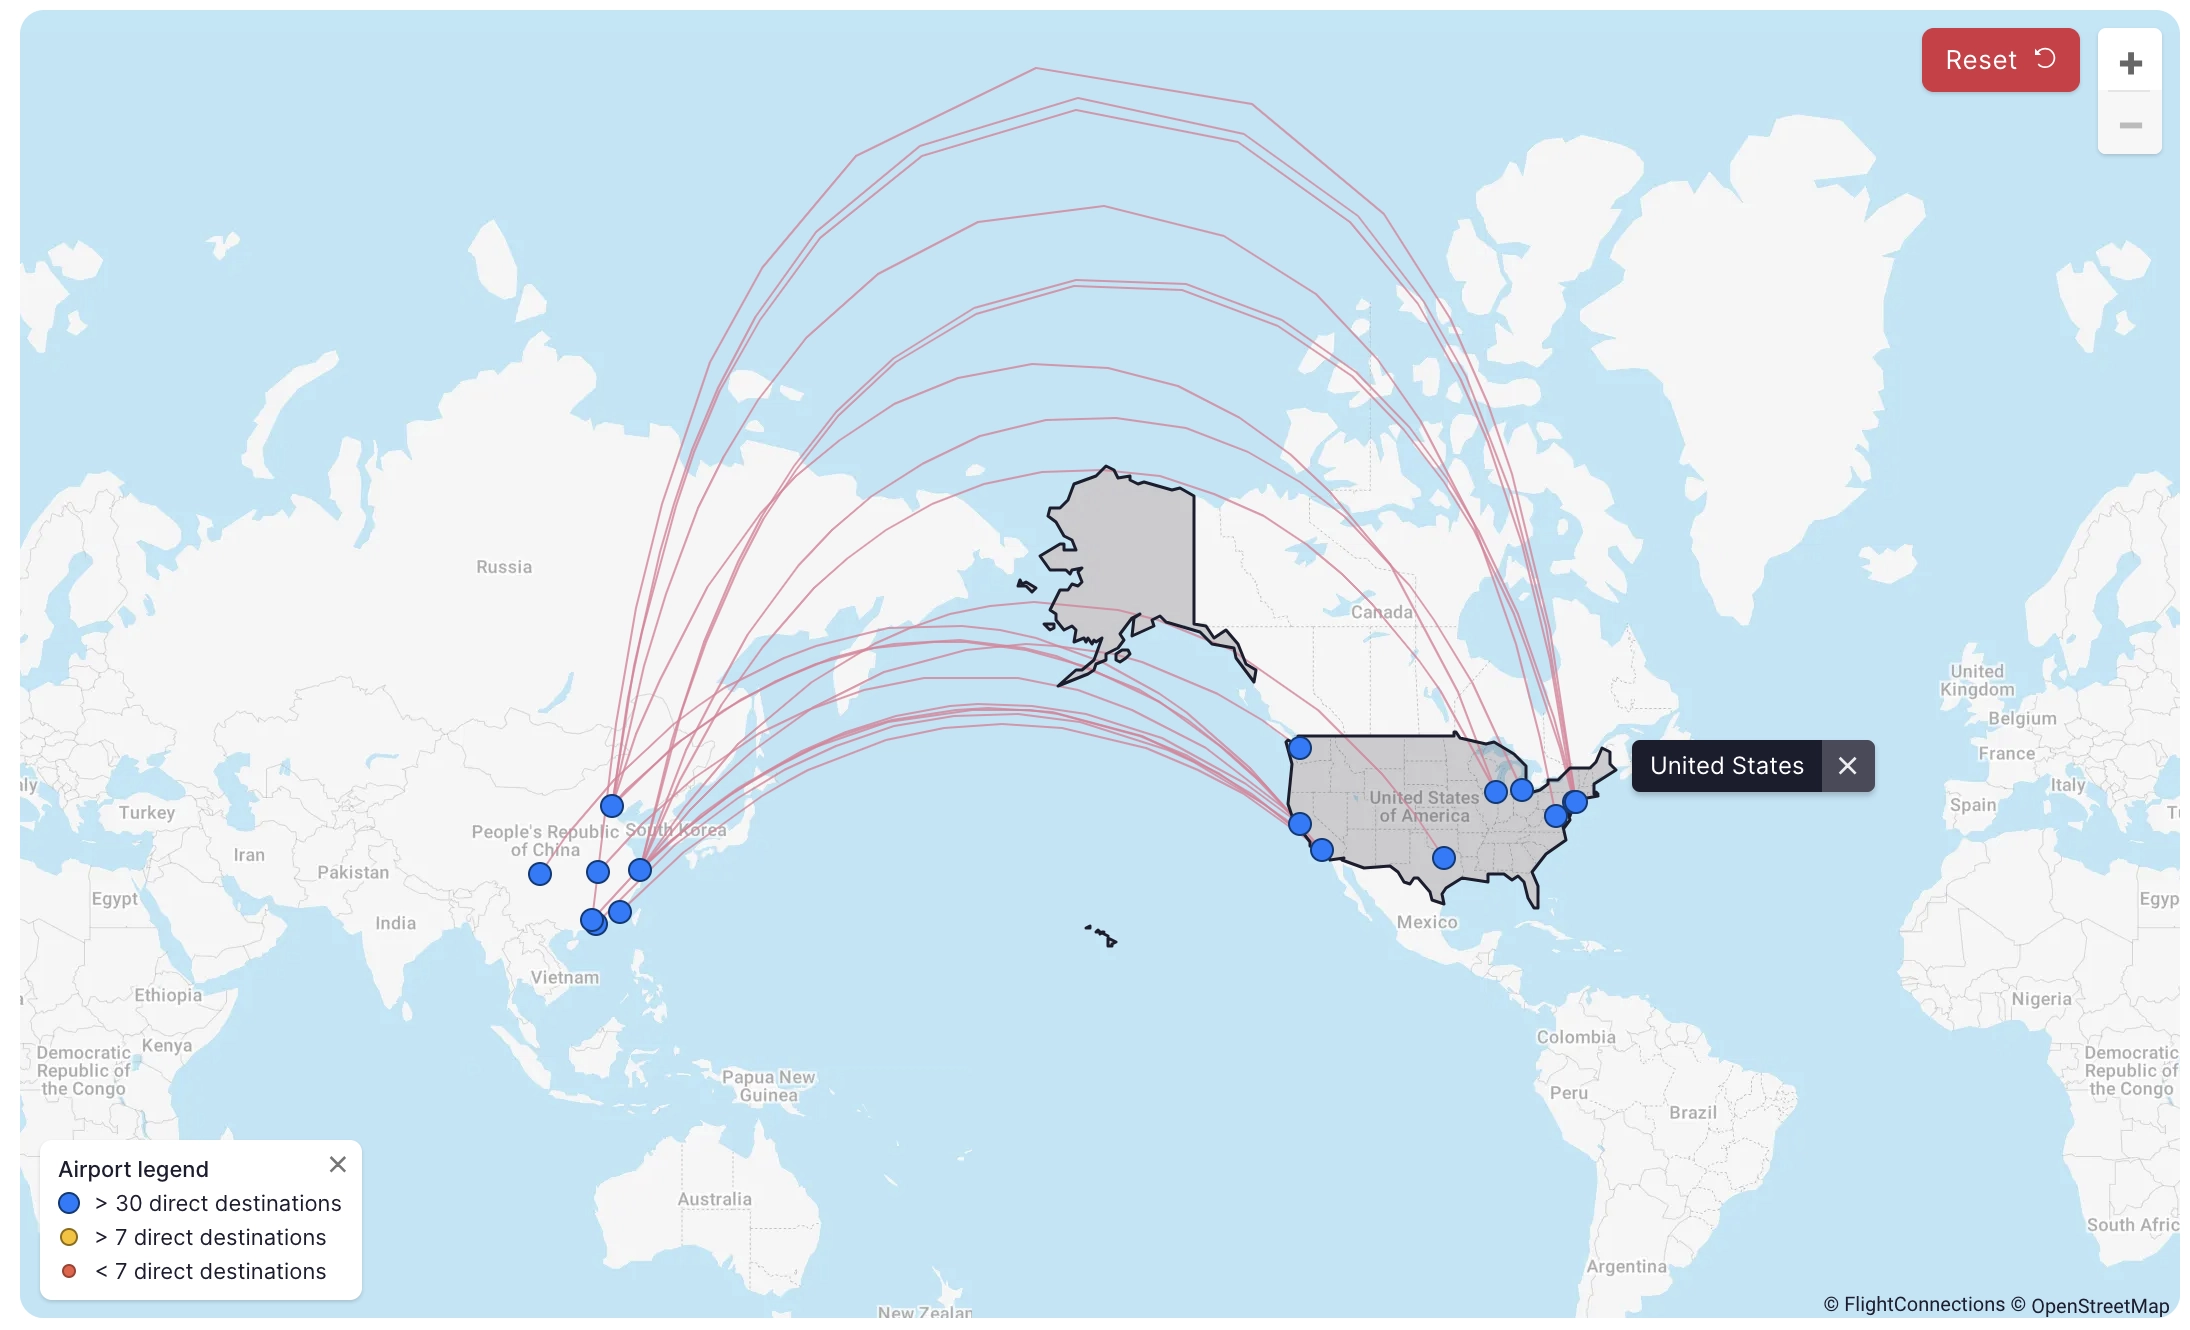 Reset
+
−
Russia
Canada
United
Kingdom
Belgium
France
Italy
Spain
United States
United States
of America
Turkey
People's Republic
of China
South Korea
Iran
Pakistan
Egypt
India
Mexico
Vietnam
Ethiopia
Nigeria
Kenya
Democratic
Republic of
the Congo
Colombia
Papua New
Guinea
Peru
Brazil
Democratic
Republic of
the Congo
Egyp
Australia
South Afric
Argentina
New Zealan
Airport legend
> 30 direct destinations
> 7 direct destinations
< 7 direct destinations
© FlightConnections © OpenStreetMap